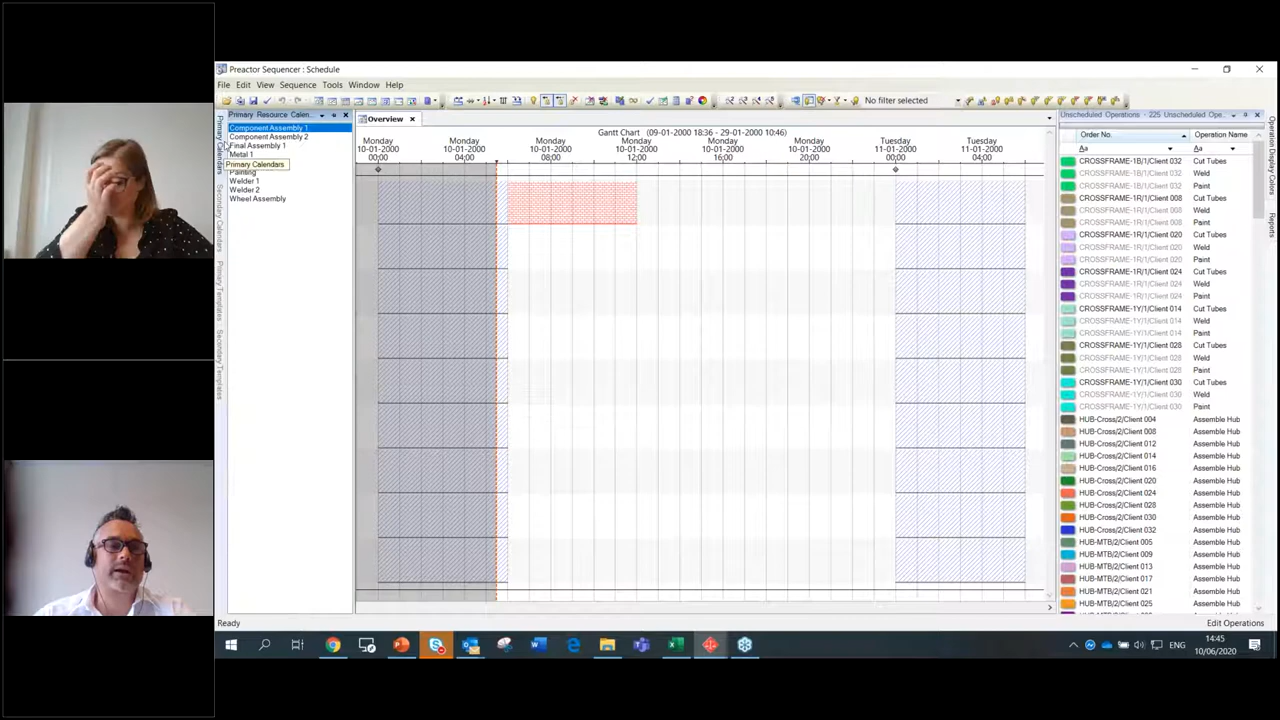 Preactor Sequencer : Schedule
File Edit View Sequence Tools Window Help
No filter selected
Primary Resource Calen...
Component Assembly 1
Component Assembly 2
Final Assembly 1
Metal 1
Primary Calendars
Painting
Welder 1
Welder 2
Wheel Assembly
Primary Calendars
Secondary Calendars
Primary Templates
Secondary Templates
Overview
Gantt Chart (09-01-2000 18:36 - 29-01-2000 10:46)
Monday Monday Monday Monday Monday Monday Tuesday Tuesday
10-01-2000 10-01-2000 10-01-2000 10-01-2000 10-01-2000 10-01-2000 11-01-2000 11-01-2000
00:00 04:00 08:00 12:00 16:00 20:00 00:00 04:00
Unscheduled Operations - 225 Unscheduled Ope...
Order No. Operation Name
CROSSFRAME-1B/1/Client 032 Cut Tubes
CROSSFRAME-1B/1/Client 032 Weld
CROSSFRAME-1B/1/Client 032 Paint
CROSSFRAME-1R/1/Client 008 Cut Tubes
CROSSFRAME-1R/1/Client 008 Weld
CROSSFRAME-1R/1/Client 008 Paint
CROSSFRAME-1R/1/Client 020 Cut Tubes
CROSSFRAME-1R/1/Client 020 Weld
CROSSFRAME-1R/1/Client 020 Paint
CROSSFRAME-1R/1/Client 024 Cut Tubes
CROSSFRAME-1R/1/Client 024 Weld
CROSSFRAME-1R/1/Client 024 Paint
CROSSFRAME-1Y/1/Client 014 Cut Tubes
CROSSFRAME-1Y/1/Client 014 Weld
CROSSFRAME-1Y/1/Client 014 Paint
CROSSFRAME-1Y/1/Client 028 Cut Tubes
CROSSFRAME-1Y/1/Client 028 Weld
CROSSFRAME-1Y/1/Client 028 Paint
CROSSFRAME-1Y/1/Client 030 Cut Tubes
CROSSFRAME-1Y/1/Client 030 Weld
CROSSFRAME-1Y/1/Client 030 Paint
HUB-Cross/2/Client 004 Assemble Hub
HUB-Cross/2/Client 008 Assemble Hub
HUB-Cross/2/Client 012 Assemble Hub
HUB-Cross/2/Client 014 Assemble Hub
HUB-Cross/2/Client 016 Assemble Hub
HUB-Cross/2/Client 020 Assemble Hub
HUB-Cross/2/Client 024 Assemble Hub
HUB-Cross/2/Client 028 Assemble Hub
HUB-Cross/2/Client 030 Assemble Hub
HUB-Cross/2/Client 032 Assemble Hub
HUB-MTB/2/Client 005 Assemble Hub
HUB-MTB/2/Client 009 Assemble Hub
HUB-MTB/2/Client 013 Assemble Hub
HUB-MTB/2/Client 017 Assemble Hub
HUB-MTB/2/Client 021 Assemble Hub
HUB-MTB/2/Client 025 Assemble Hub
Operation Display Colors
Reports
Ready
Edit Operations
ENG
14:45
10/06/2020